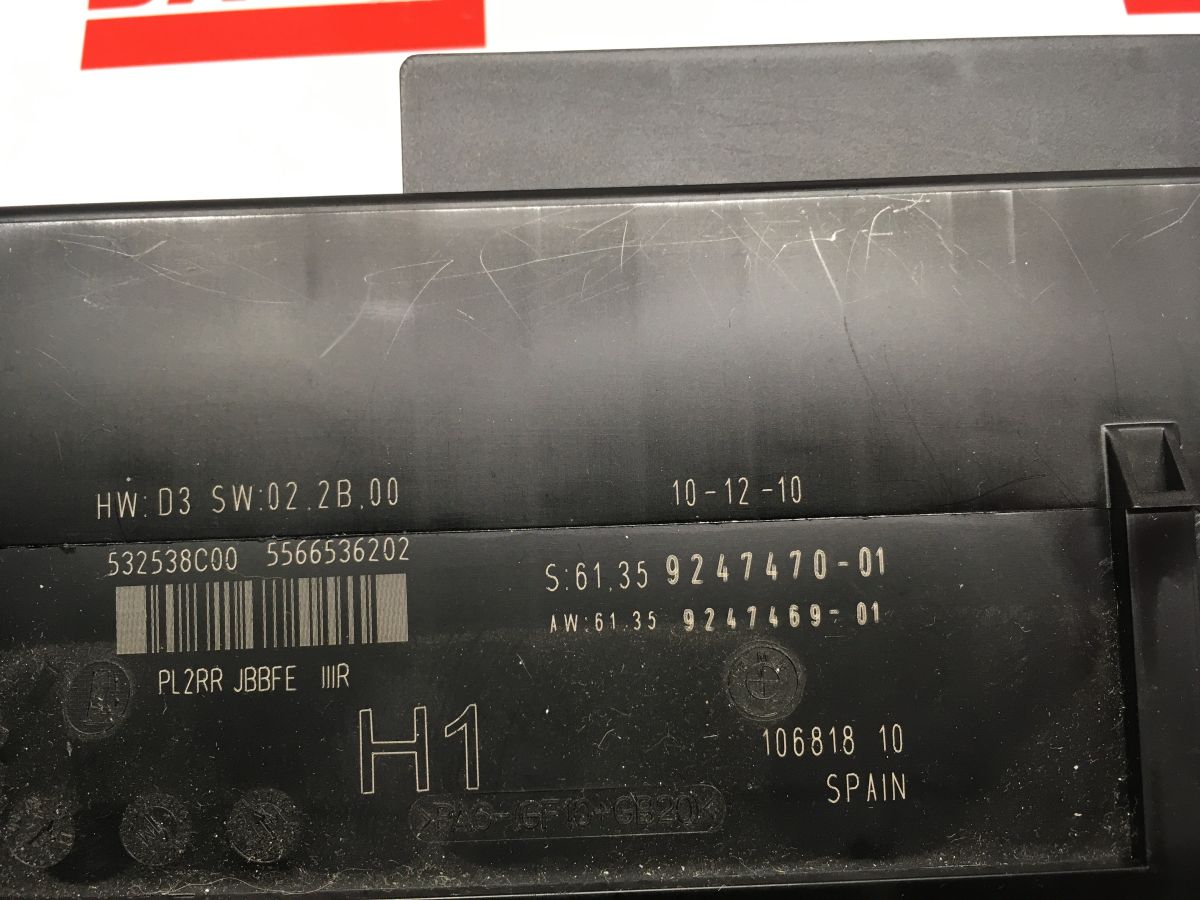 HW:D3 SW:02.2B.00
10-12-10
532538C00 5566536202
S:61.35 9247470-01
AW:61.35 9247469-01
PL2RR JBBFE IIIR
H1
106818 10
SPAIN